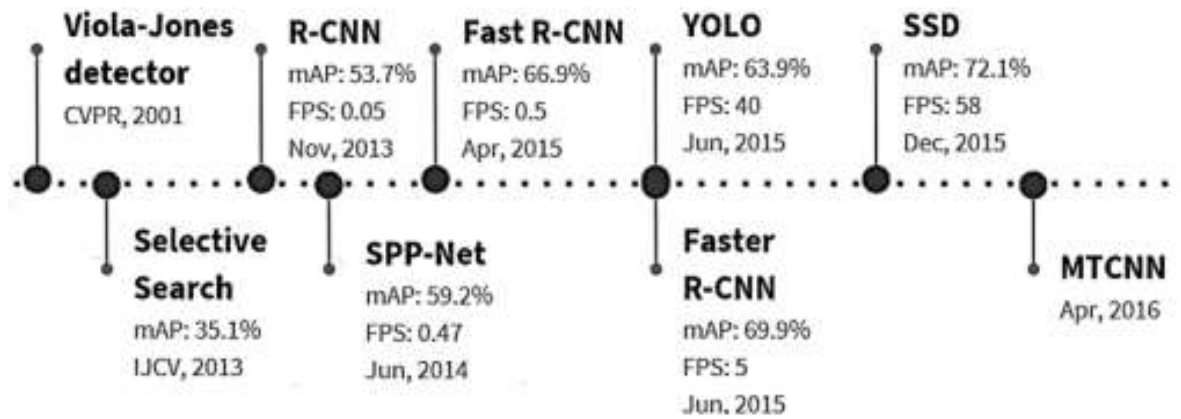 Viola-Jones
detector
CVPR, 2001
R-CNN
mAP: 53.7%
FPS: 0.05
Nov, 2013
Fast R-CNN
mAP: 66.9%
FPS: 0.5
Apr, 2015
YOLO
mAP: 63.9%
FPS: 40
Jun, 2015
SSD
mAP: 72.1%
FPS: 58
Dec, 2015
Selective
Search
mAP: 35.1%
IJCV, 2013
SPP-Net
mAP: 59.2%
FPS: 0.47
Jun, 2014
Faster
R-CNN
mAP: 69.9%
FPS: 5
Jun, 2015
MTCNN
Apr, 2016